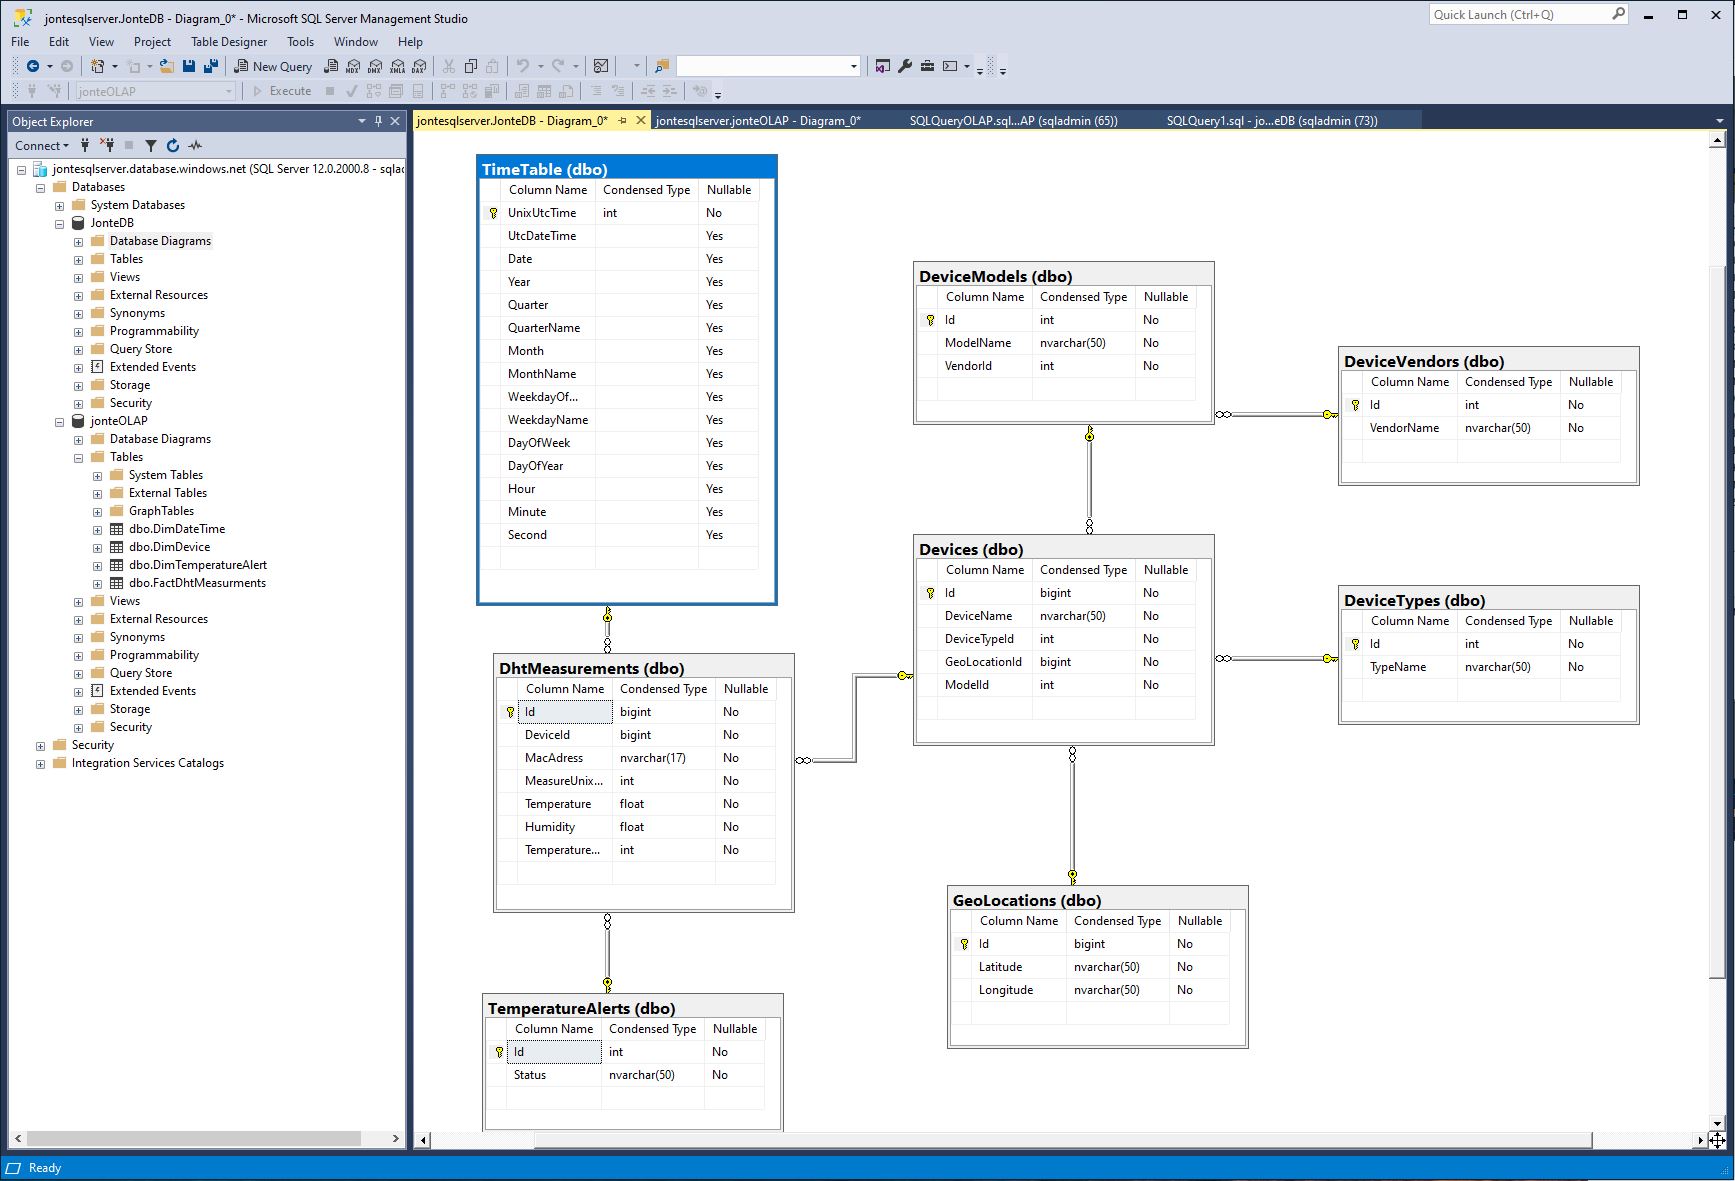 jontesqlserver.JonteDB - Diagram_0* - Microsoft SQL Server Management Studio
Quick Launch (Ctrl+Q)
File Edit View Project Table Designer Tools Window Help
New Query MDX DMX XMLA DAX
jonteOLAP Execute
Object Explorer
Connect
jontesqlserver.database.windows.net (SQL Server 12.0.2000.8 - sqlac
Databases
System Databases
JonteDB
Database Diagrams
Tables
Views
External Resources
Synonyms
Programmability
Query Store
Extended Events
Storage
Security
jonteOLAP
Database Diagrams
Tables
System Tables
External Tables
GraphTables
dbo.DimDateTime
dbo.DimDevice
dbo.DimTemperatureAlert
dbo.FactDhtMeasurments
Views
External Resources
Synonyms
Programmability
Query Store
Extended Events
Storage
Security
Security
Integration Services Catalogs
jontesqlserver.JonteDB - Diagram_0* jontesqlserver.jonteOLAP - Diagram_0* SQLQueryOLAP.sql...AP (sqladmin (65)) SQLQuery1.sql - jo...eDB (sqladmin (73))
TimeTable (dbo)
Column Name Condensed Type Nullable
UnixUtcTime int No
UtcDateTime Yes
Date Yes
Year Yes
Quarter Yes
QuarterName Yes
Month Yes
MonthName Yes
WeekdayOf... Yes
WeekdayName Yes
DayOfWeek Yes
DayOfYear Yes
Hour Yes
Minute Yes
Second Yes
DeviceModels (dbo)
Column Name Condensed Type Nullable
Id int No
ModelName nvarchar(50) No
VendorId int No
DeviceVendors (dbo)
Column Name Condensed Type Nullable
Id int No
VendorName nvarchar(50) No
Devices (dbo)
Column Name Condensed Type Nullable
Id bigint No
DeviceName nvarchar(50) No
DeviceTypeId int No
GeoLocationId bigint No
ModelId int No
DeviceTypes (dbo)
Column Name Condensed Type Nullable
Id int No
TypeName nvarchar(50) No
DhtMeasurements (dbo)
Column Name Condensed Type Nullable
Id bigint No
DeviceId bigint No
MacAdress nvarchar(17) No
MeasureUnix... int No
Temperature float No
Humidity float No
Temperature... int No
GeoLocations (dbo)
Column Name Condensed Type Nullable
Id bigint No
Latitude nvarchar(50) No
Longitude nvarchar(50) No
TemperatureAlerts (dbo)
Column Name Condensed Type Nullable
Id int No
Status nvarchar(50) No
Ready